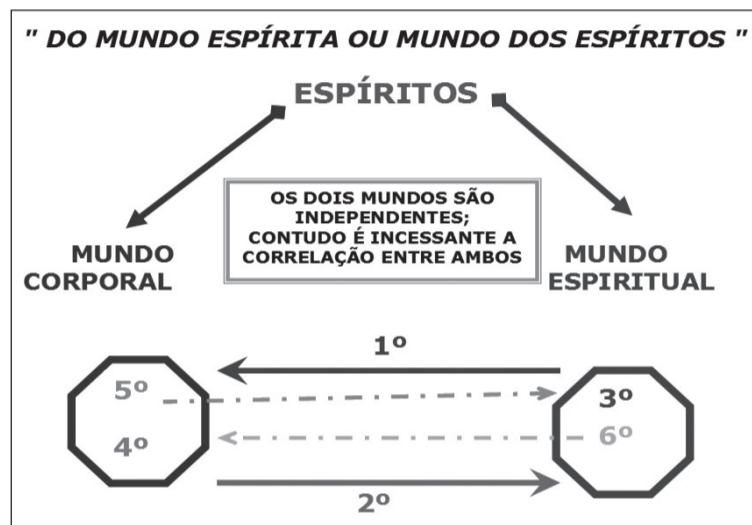 " DO MUNDO ESPÍRITA OU MUNDO DOS ESPÍRITOS "
ESPÍRITOS
OS DOIS MUNDOS SÃO
INDEPENDENTES;
CONTUDO É INCESSANTE A
CORRELAÇÃO ENTRE AMBOS
MUNDO
CORPORAL
MUNDO
ESPIRITUAL
1º
5º
3º
4º
6º
2º